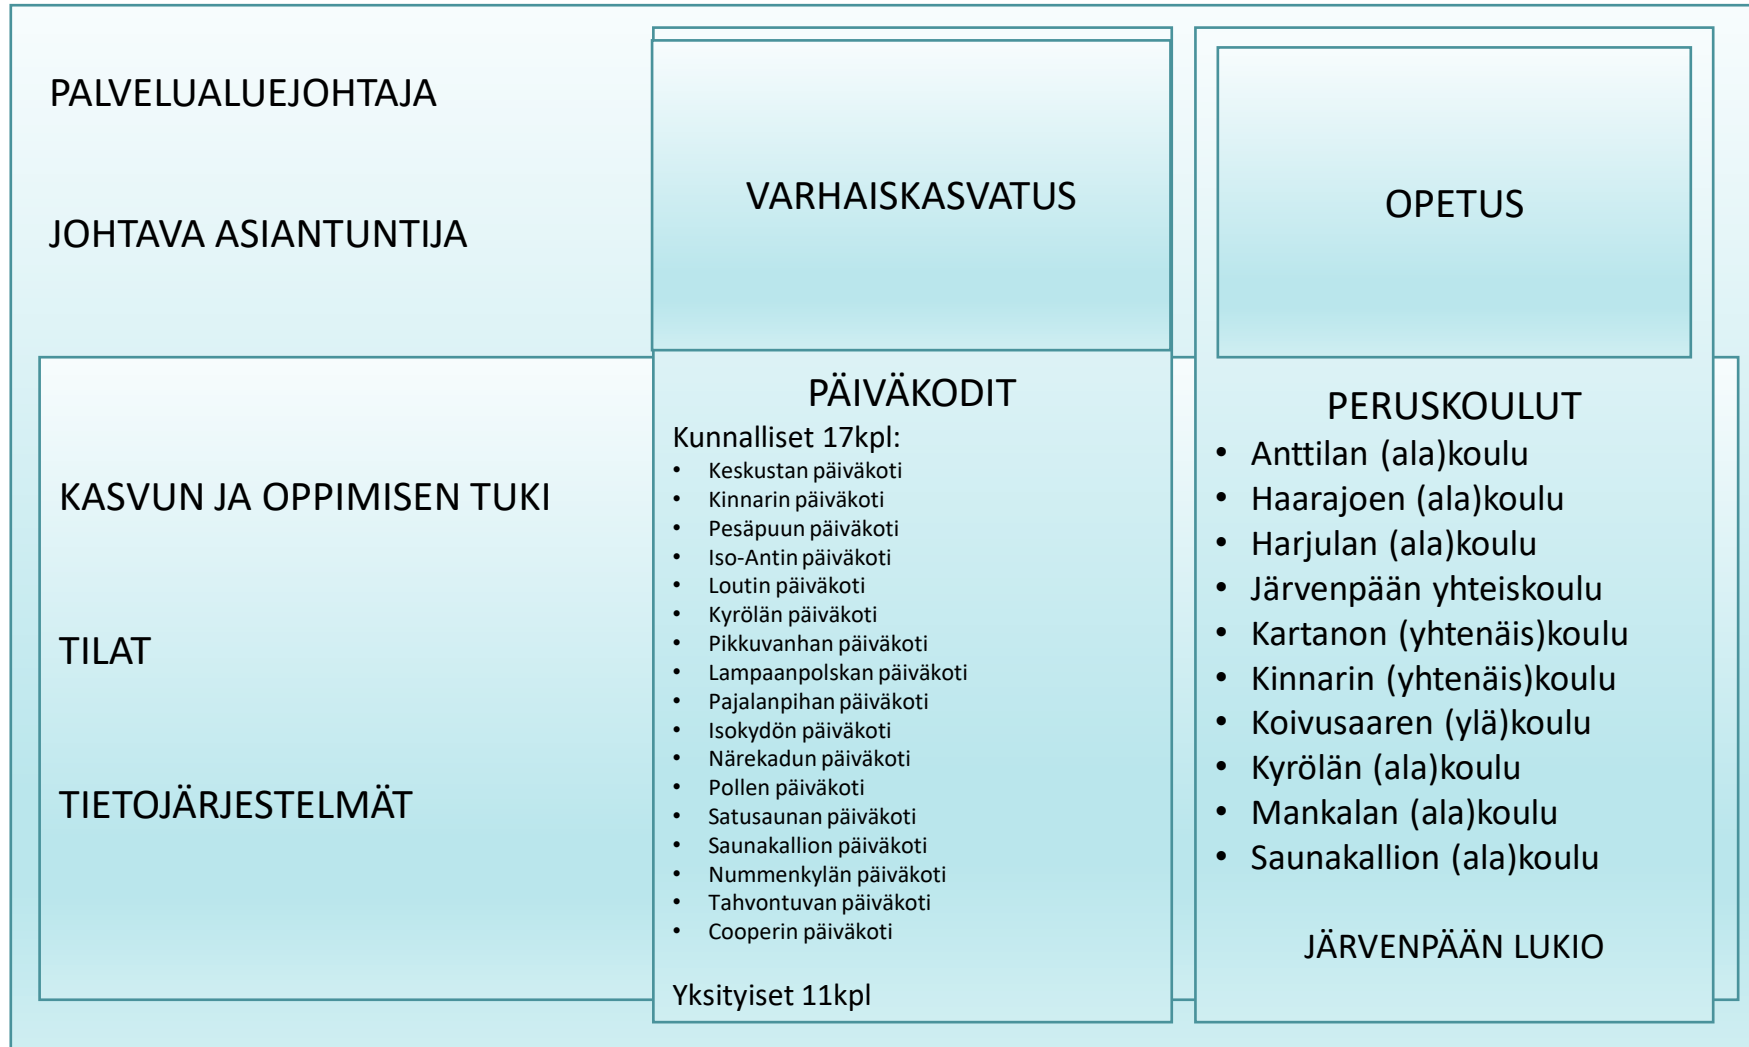 PALVELUALUEJOHTAJA
JOHTAVA ASIANTUNTIJA
VARHAISKASVATUS
OPETUS
KASVUN JA OPPIMISEN TUKI
TILAT
TIETOJÄRJESTELMÄT
PÄIVÄKODIT
Kunnalliset 17kpl:
• Keskustan päiväkoti
• Kinnarin päiväkoti
• Pesäpuun päiväkoti
• Iso-Antin päiväkoti
• Loutin päiväkoti
• Kyrölän päiväkoti
• Pikkuvanhan päiväkoti
• Lampaanpolskan päiväkoti
• Pajalanpihan päiväkoti
• Isokydön päiväkoti
• Närekadun päiväkoti
• Pollen päiväkoti
• Satusaunan päiväkoti
• Saunakallion päiväkoti
• Nummenkylän päiväkoti
• Tahvontuvan päiväkoti
• Cooperin päiväkoti
Yksityiset 11kpl
PERUSKOULUT
• Anttilan (ala)koulu
• Haarajoen (ala)koulu
• Harjulan (ala)koulu
• Järvenpään yhteiskoulu
• Kartanon (yhtenäis)koulu
• Kinnarin (yhtenäis)koulu
• Koivusaaren (ylä)koulu
• Kyrölän (ala)koulu
• Mankalan (ala)koulu
• Saunakallion (ala)koulu
JÄRVENPÄÄN LUKIO